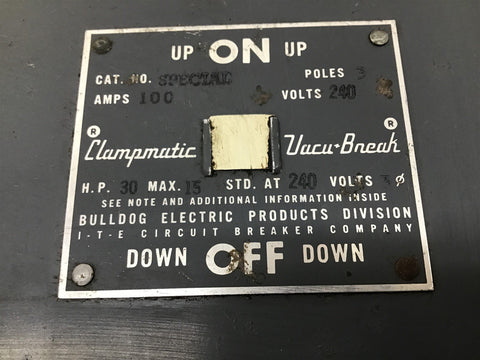 UP ON UP
CAT. NO. SPECIAL POLES 3
AMPS 100 VOLTS 240
® Clampmatic Vacu-Break ®
H.P. 30 MAX. 15 STD. AT 240 VOLTS 3 Ø
SEE NOTE AND ADDITIONAL INFORMATION INSIDE
BULLDOG ELECTRIC PRODUCTS DIVISION
I-T-E CIRCUIT BREAKER COMPANY
DOWN OFF DOWN